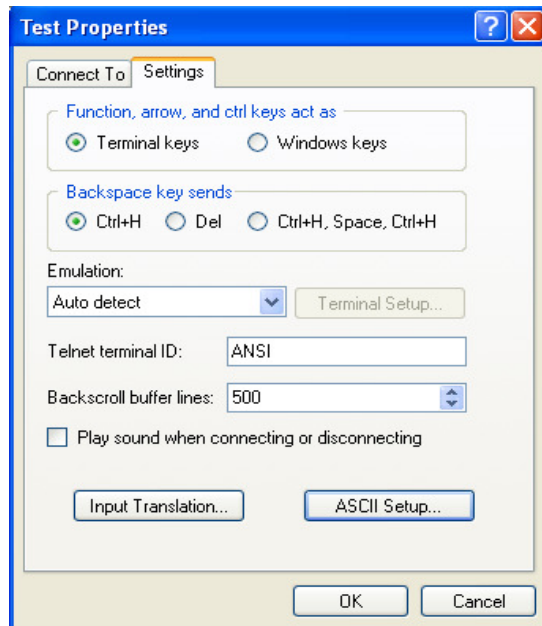 Test Properties
Connect To Settings
Function, arrow, and ctrl keys act as
Terminal keys Windows keys
Backspace key sends
Ctrl+H Del Ctrl+H, Space, Ctrl+H
Emulation:
Auto detect Terminal Setup...
Telnet terminal ID: ANSI
Backscroll buffer lines: 500
Play sound when connecting or disconnecting
Input Translation... ASCII Setup...
OK Cancel